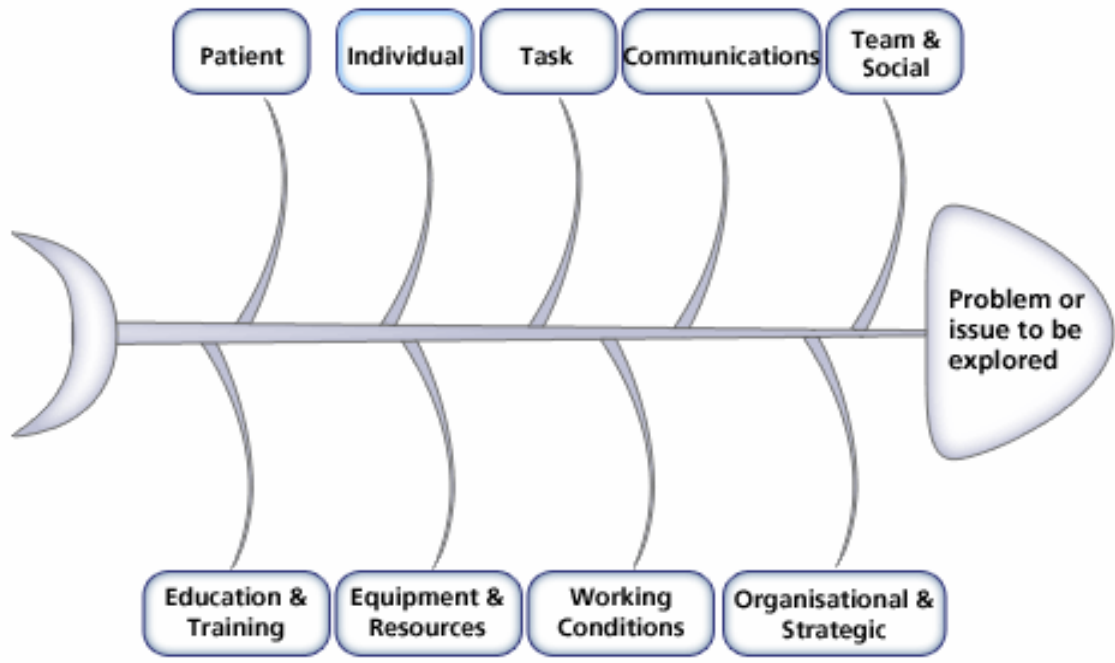 Patient
Individual
Task
Communications
Team &
Social
Problem or
issue to be
explored
Education &
Training
Equipment &
Resources
Working
Conditions
Organisational &
Strategic